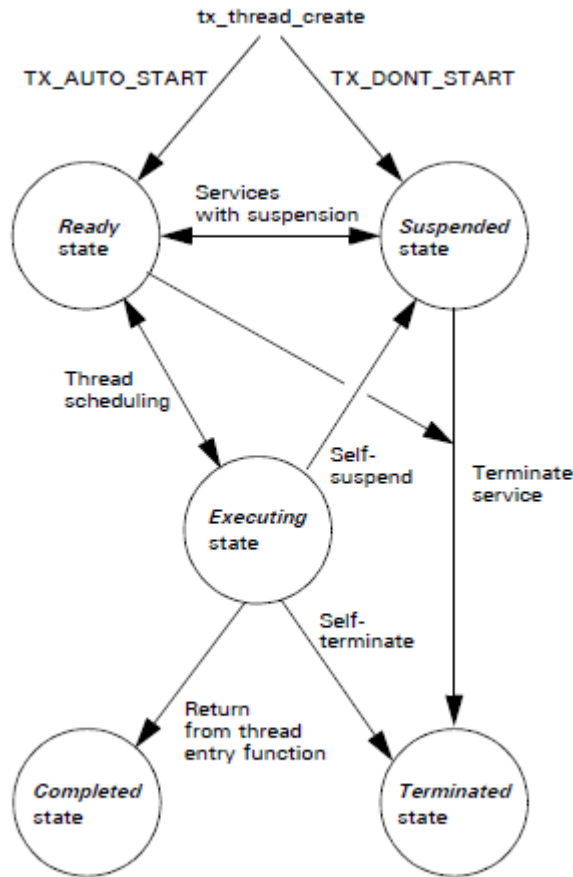 tx_thread_create
TX_AUTO_START
TX_DONT_START
Ready
state
Services
with suspension
Suspended
state
Thread
scheduling
Self-
suspend
Terminate
service
Executing
state
Self-
terminate
Return
from thread
entry function
Completed
state
Terminated
state